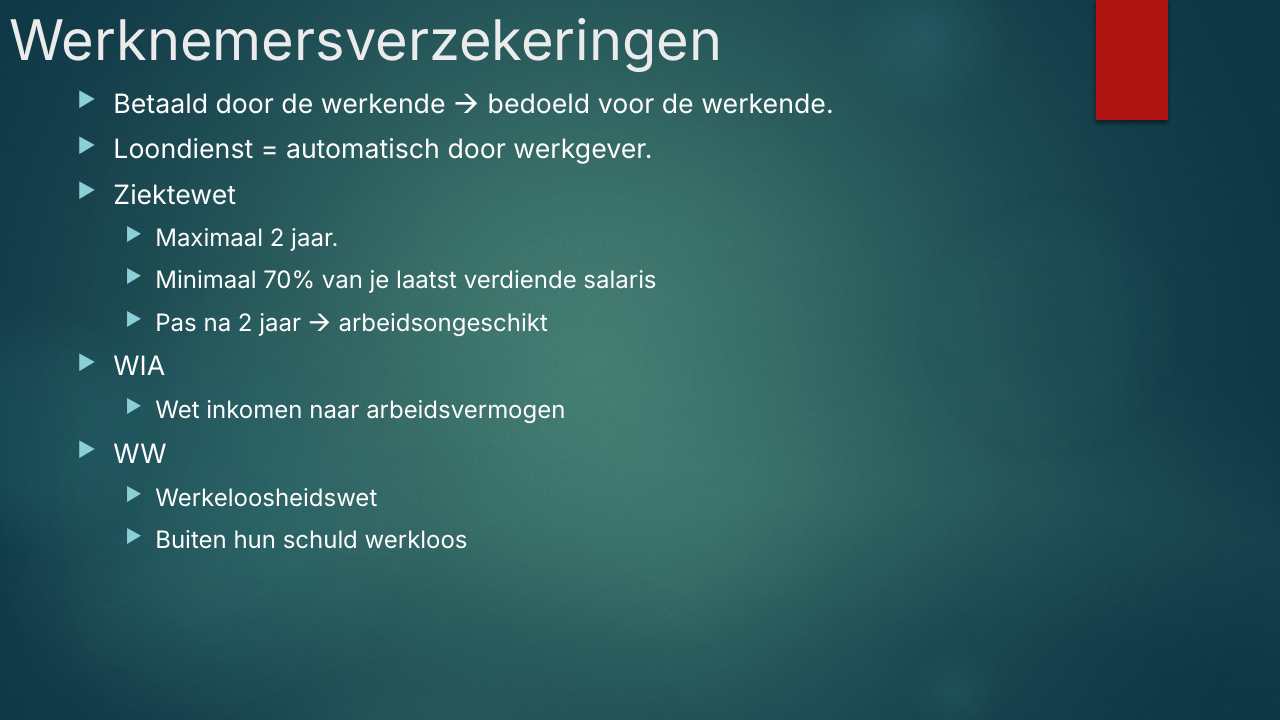 Werknemersverzekeringen
Betaald door de werkende → bedoeld voor de werkende.
Loondienst = automatisch door werkgever.
Ziektewet
Maximaal 2 jaar.
Minimaal 70% van je laatst verdiende salaris
Pas na 2 jaar → arbeidsongeschikt
WIA
Wet inkomen naar arbeidsvermogen
WW
Werkeloosheidswet
Buiten hun schuld werkloos